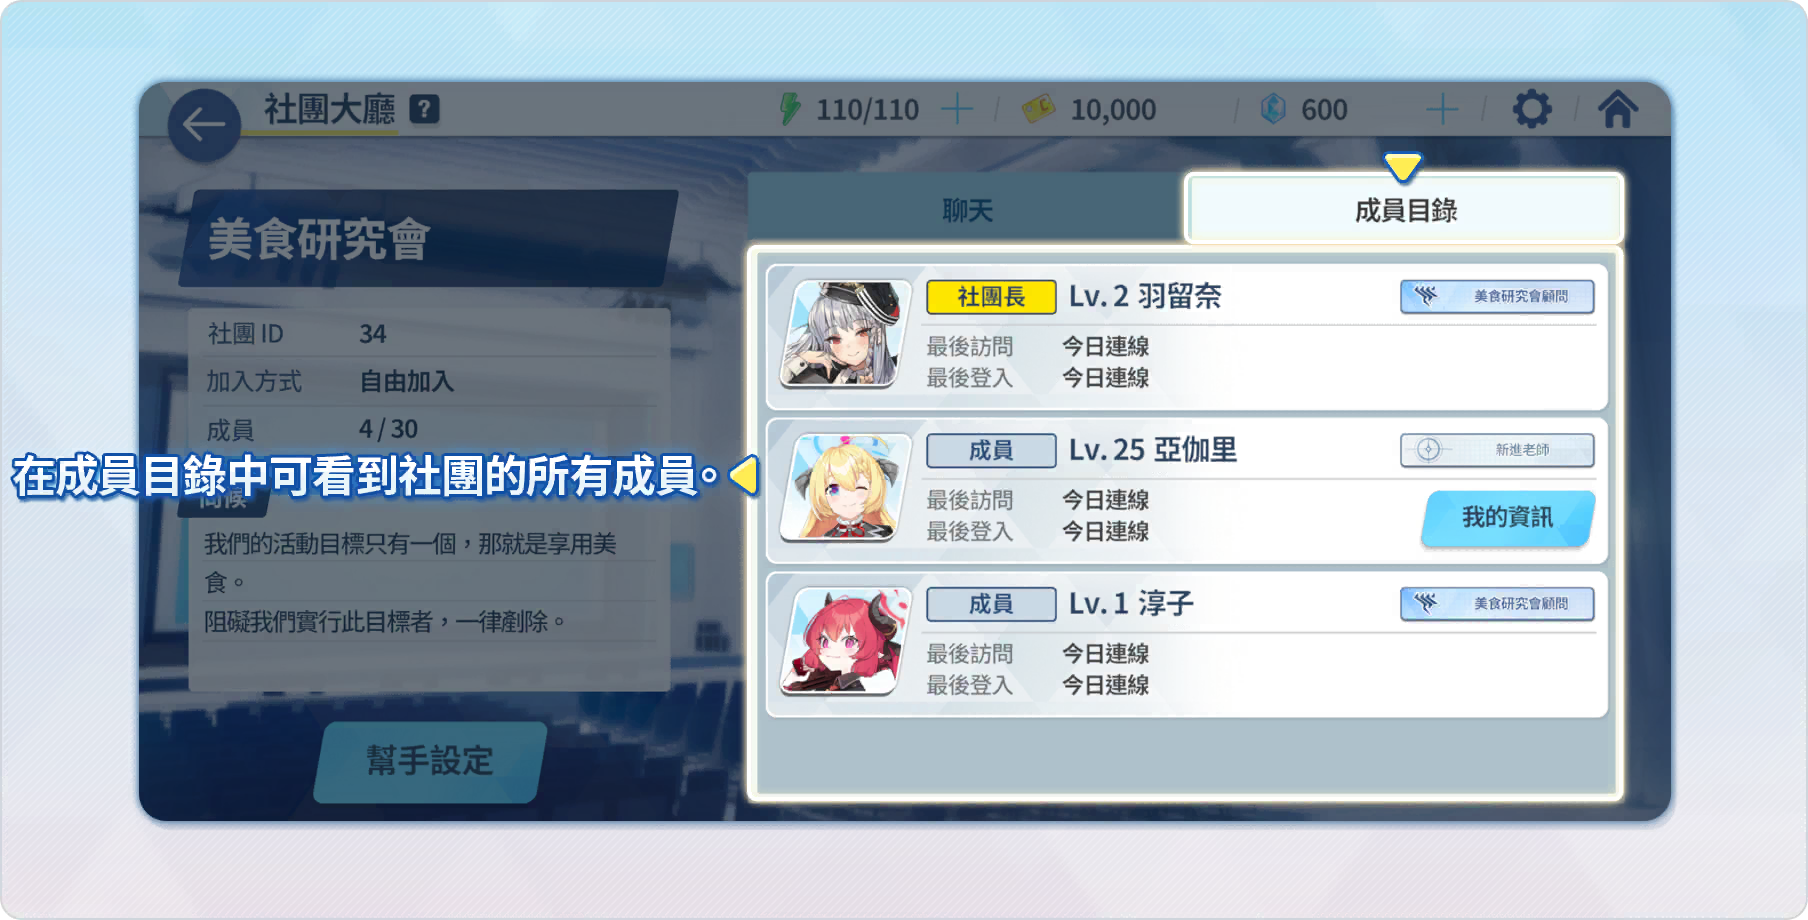 社團大廳 ?
110/110
10,000
600
美食研究會
社團 ID 34
加入方式 自由加入
成員 4 / 30
問候
我們的活動目標只有一個，那就是享用美
食。
阻礙我們實行此目標者，一律剷除。
幫手設定
在成員目錄中可看到社團的所有成員。
聊天
成員目錄
社團長 Lv. 2 羽留奈 美食研究會顧問
最後訪問 今日連線
最後登入 今日連線
成員 Lv. 25 亞伽里 新進老師
最後訪問 今日連線
最後登入 今日連線
我的資訊
成員 Lv. 1 淳子 美食研究會顧問
最後訪問 今日連線
最後登入 今日連線